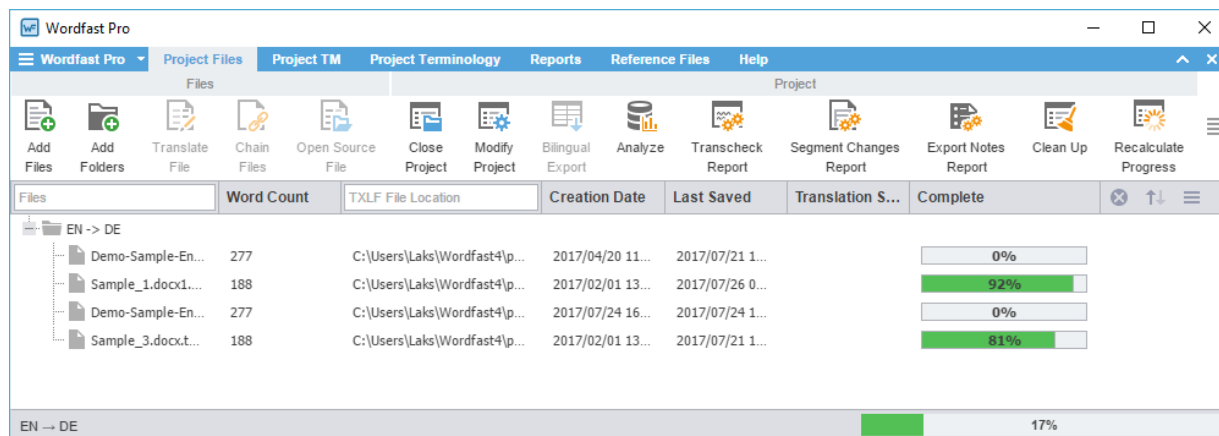 Wordfast Pro
Wordfast Pro Project Files Project TM Project Terminology Reports Reference Files Help
Files Project
Add Files Add Folders Translate File Chain Files Open Source File Close Project Modify Project Bilingual Export Analyze Transcheck Report Segment Changes Report Export Notes Report Clean Up Recalculate Progress
Files Word Count TXLF File Location Creation Date Last Saved Translation S... Complete
EN -> DE
Demo-Sample-En... 277 C:\Users\Laks\Wordfast4\p... 2017/04/20 11... 2017/07/21 1... 0%
Sample_1.docx1.... 188 C:\Users\Laks\Wordfast4\p... 2017/02/01 13... 2017/07/26 0... 92%
Demo-Sample-En... 277 C:\Users\Laks\Wordfast4\p... 2017/07/24 16... 2017/07/24 1... 0%
Sample_3.docx.t... 188 C:\Users\Laks\Wordfast4\p... 2017/02/01 13... 2017/07/21 1... 81%
EN → DE 17%